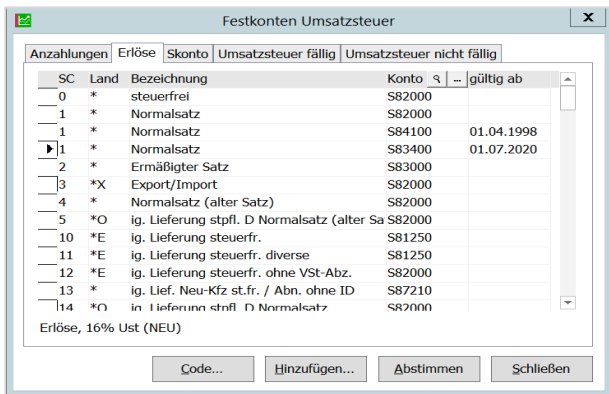 Festkonten Umsatzsteuer
x
Anzahlungen Erlöse Skonto Umsatzsteuer fällig Umsatzsteuer nicht fällig
SC Land Bezeichnung Konto ... gültig ab
0 * steuerfrei S82000
1 * Normalsatz S82000
1 * Normalsatz S84100 01.04.1998
1 * Normalsatz S83400 01.07.2020
2 * Ermäßigter Satz S83000
3 *X Export/Import S82000
4 * Normalsatz (alter Satz) S82000
5 *O ig. Lieferung stpfl. D Normalsatz (alter Sa S82000
10 *E ig. Lieferung steuerfr. S81250
11 *E ig. Lieferung steuerfr. diverse S81250
12 *E ig. Lieferung steuerfr. ohne VSt-Abz. S82000
13 * ig. Lief. Neu-Kfz st.fr. / Abn. ohne ID S87210
14 *O ig. Lieferung stpfl. D Normalsatz S82000
Erlöse, 16% Ust (NEU)
Code... Hinzufügen... Abstimmen Schließen